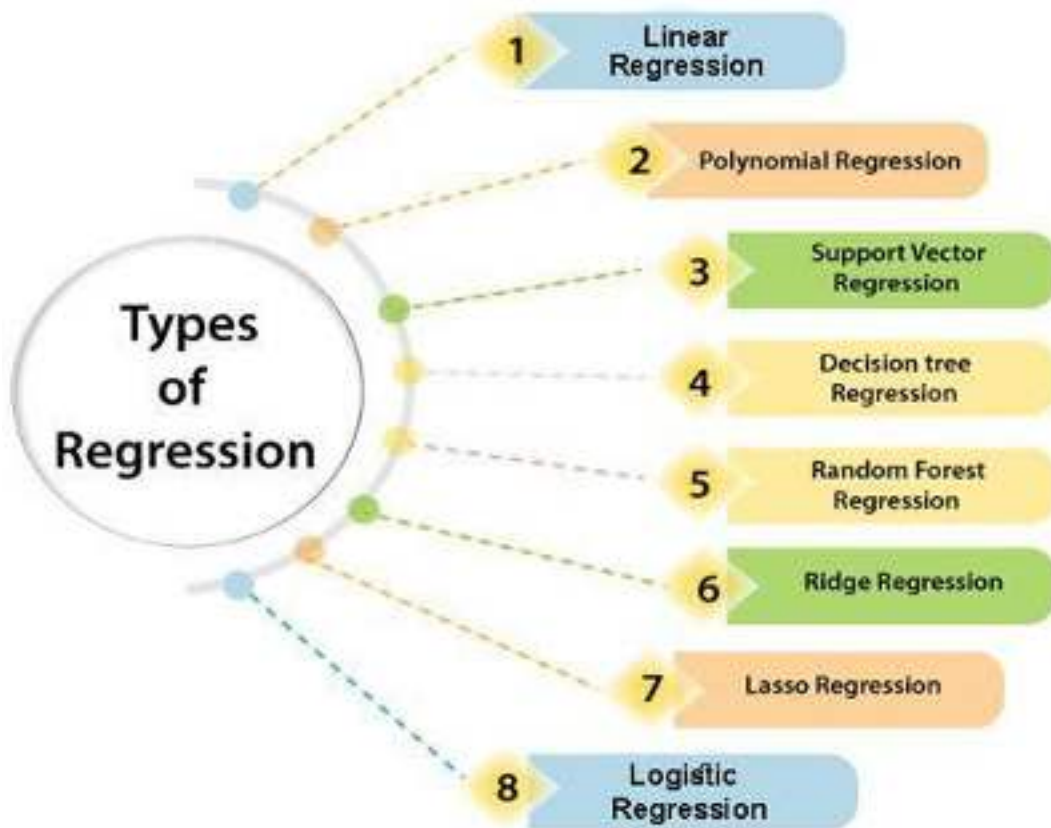 Types
of
Regression
1
Linear
Regression
2
Polynomial Regression
3
Support Vector
Regression
4
Decision tree
Regression
5
Random Forest
Regression
6
Ridge Regression
7
Lasso Regression
8
Logistic
Regression